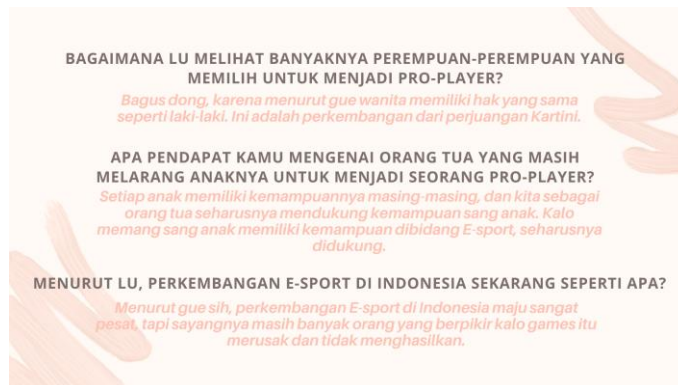 BAGAIMANA LU MELIHAT BANYAKNYA PEREMPUAN-PEREMPUAN YANG
MEMILIH UNTUK MENJADI PRO-PLAYER?
Bagus dong, karena menurut gue wanita memiliki hak yang sama
seperti laki-laki. Ini adalah perkembangan dari perjuangan Kartini.
APA PENDAPAT KAMU MENGENAI ORANG TUA YANG MASIH
MELARANG ANAKNYA UNTUK MENJADI SEORANG PRO-PLAYER?
Setiap anak memiliki kemampuannya masing-masing, dan kita sebagai
orang tua seharusnya mendukung kemampuan sang anak. Kalo
memang sang anak memiliki kemampuan dibidang E-sport, seharusnya
didukung.
MENURUT LU, PERKEMBANGAN E-SPORT DI INDONESIA SEKARANG SEPERTI APA?
Menurut gue sih, perkembangan E-sport di Indonesia maju sangat
pesat, tapi sayangnya masih banyak orang yang berpikir kalo games itu
merusak dan tidak menghasilkan.